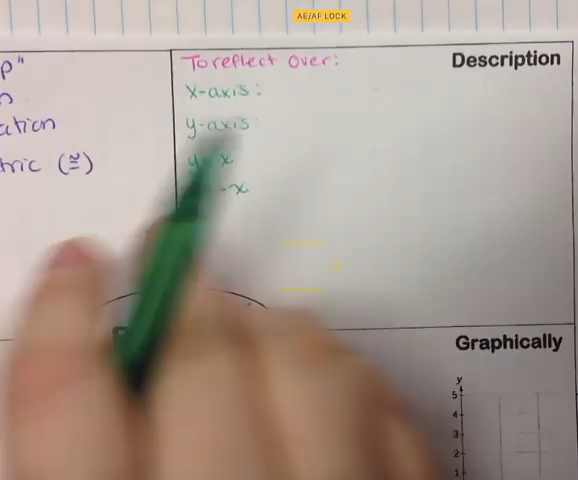 AE/AF LOCK
p"
To reflect over:
Description
x-axis:
y-axis
ation
y x
tric (≅)
-x
Graphically
y
5
4
3
2
1